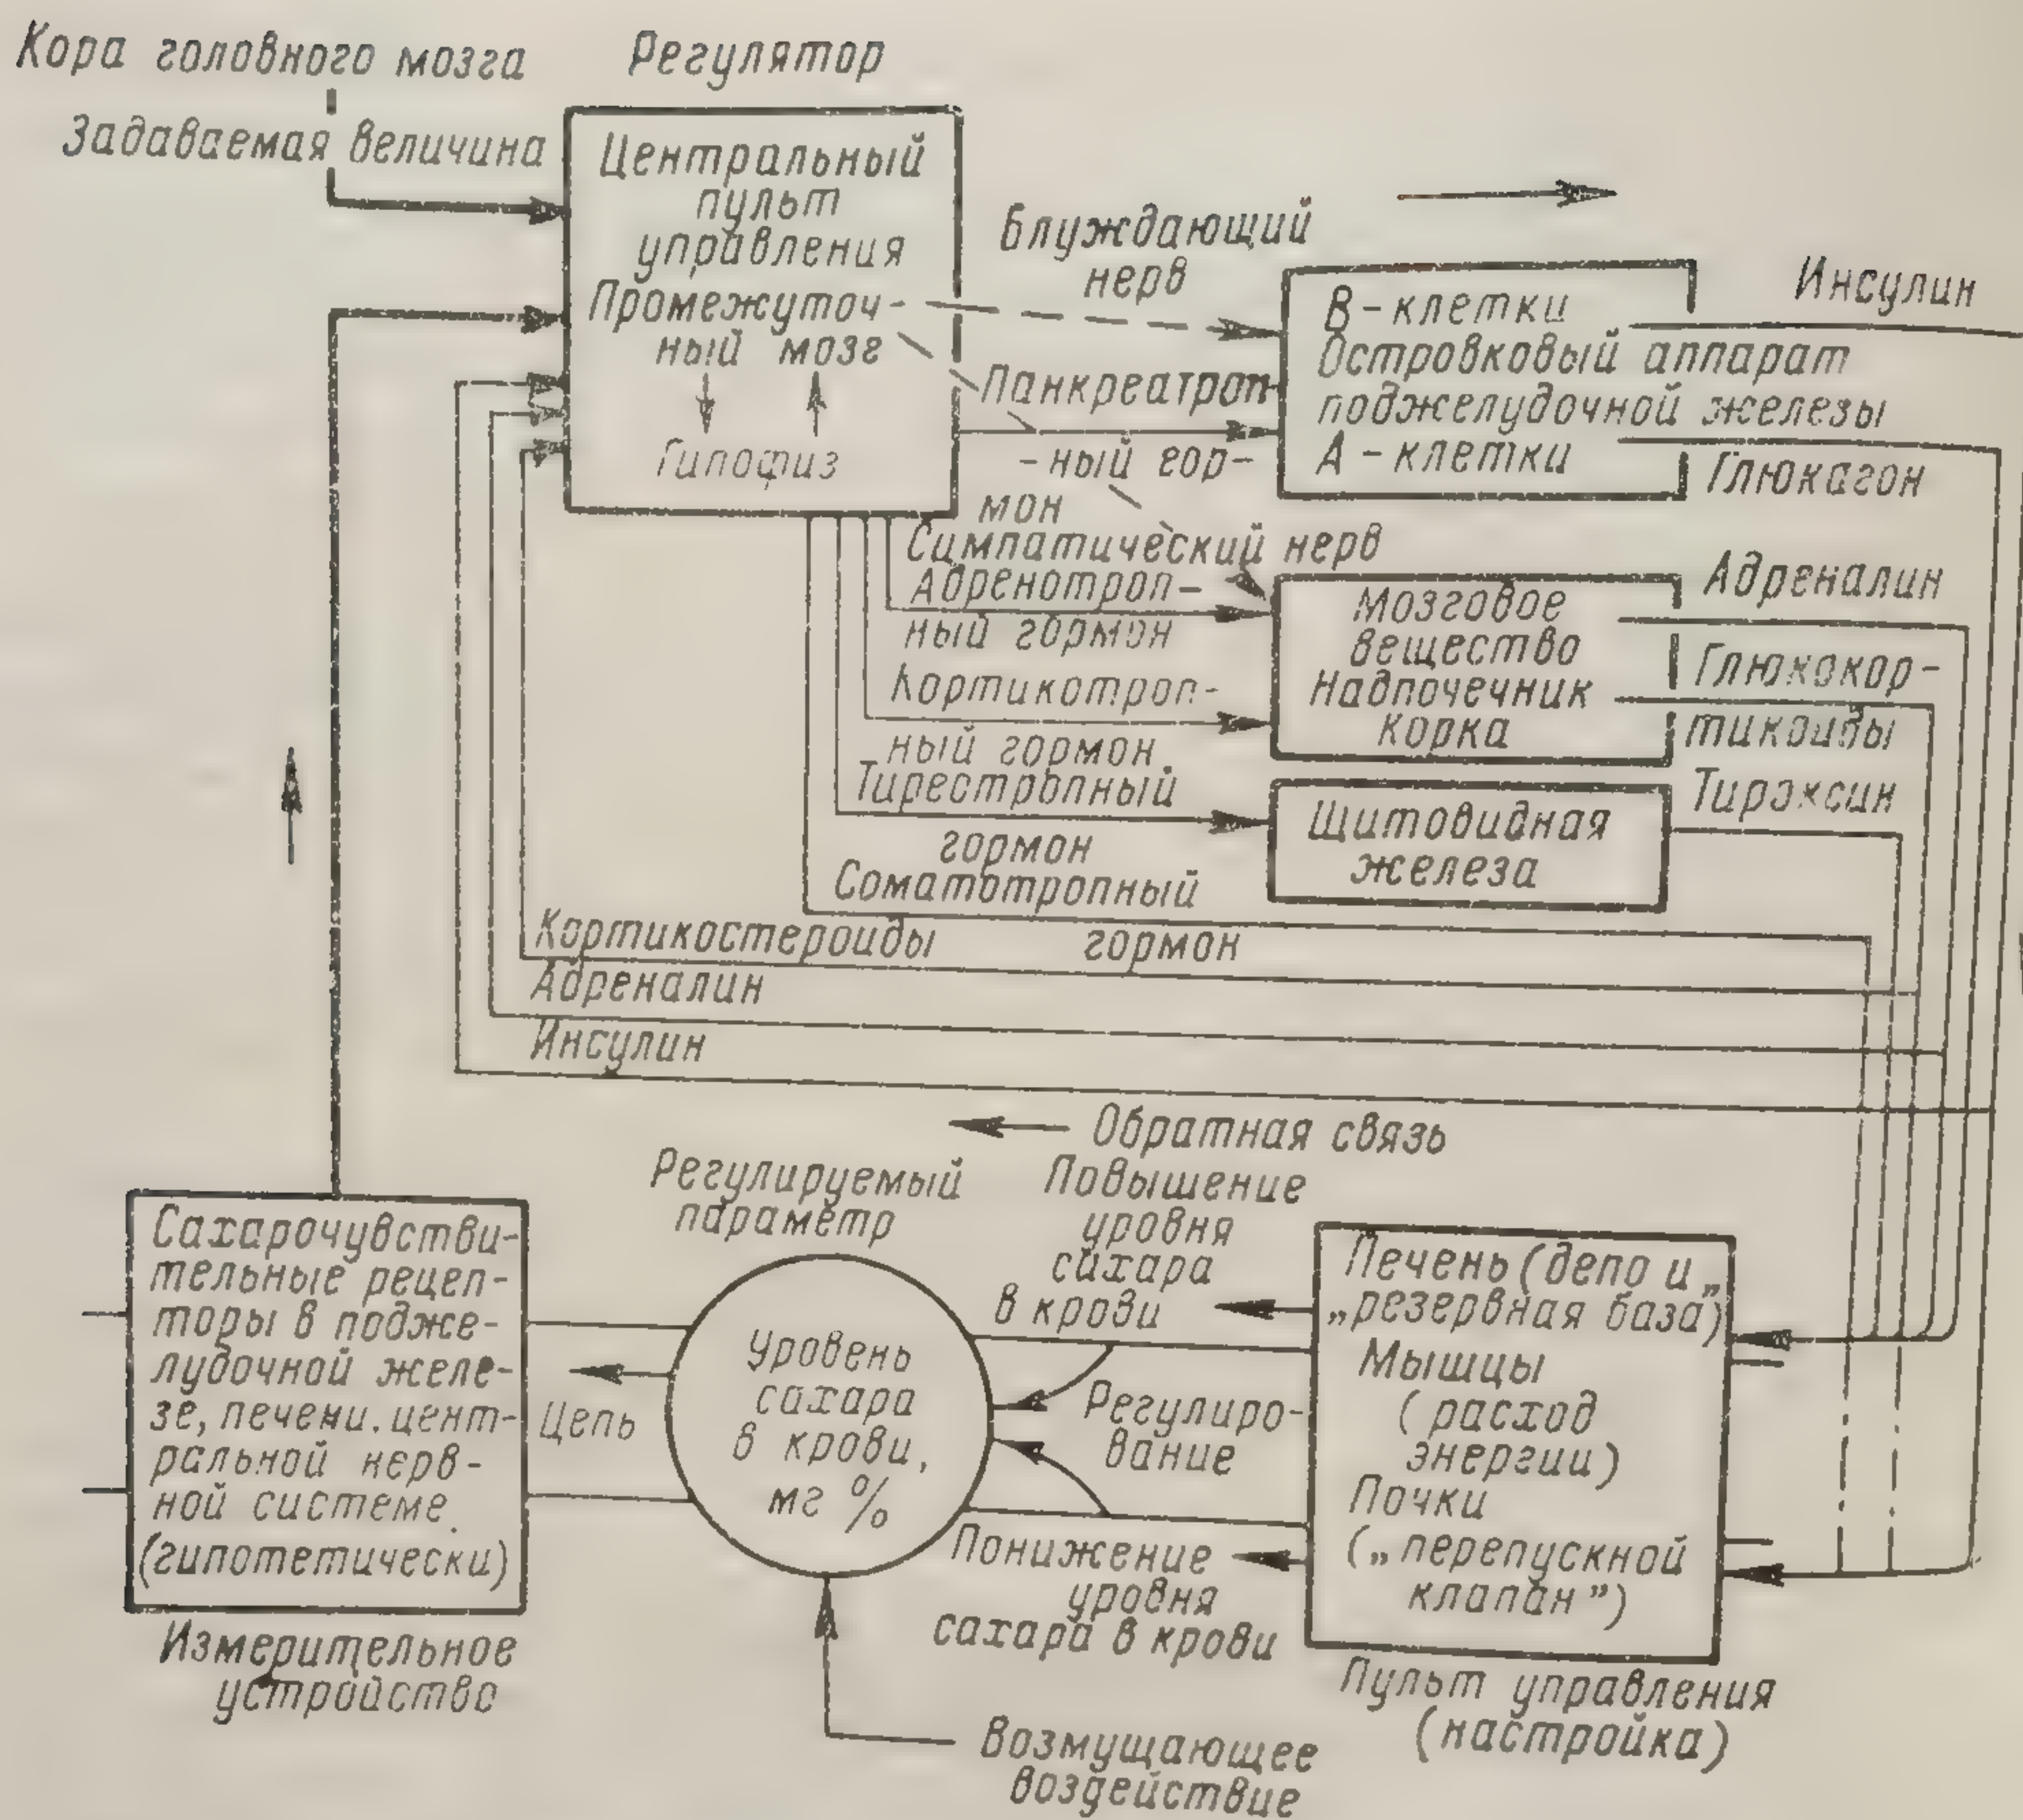 Кора головного мозга
Задаваемая величина
Регулятор
Центральный
пульт
управления
Промежуточ-
ный мозг
Гипофиз
Блуждающий
нерв
Панкреатроп-
-ный гор-
мон
Симпатический нерв
Адренотроп-
ный гормон
Кортикотроп-
ный гормон.
Тиреотропный
гормон
Соматотропный
гормон
В-клетки
Островковый аппарат
поджелудочной железы
А-клетки
Инсулин
Глюкагон
Мозговое
вещество
Надпочечник
корка
Адреналин
Глюкокор-
тикоиды
Щитовидная
железа
Тироксин
Кортикостероиды
Адреналин
Инсулин
Обратная связь
Сахарочувстви-
тельные рецеп-
торы в подже-
лудочной желе-
зе, печени. цент-
ральной нерв-
ной системе.
(гипотетически)
Измерительное
устройство
Цепь
Регулируемый
параметр
Уровень
сахара
в крови,
мг %
Повышение
уровня
сахара
в крови
Регулиро-
вание
Понижение
уровня
сахара в крови
Возмущающее
воздействие
Печень (депо и „
„резервная база)
Мышцы
(расход
энергии)
Почки
(„перепускной
клапан”)
Пульт управления
(настройка)